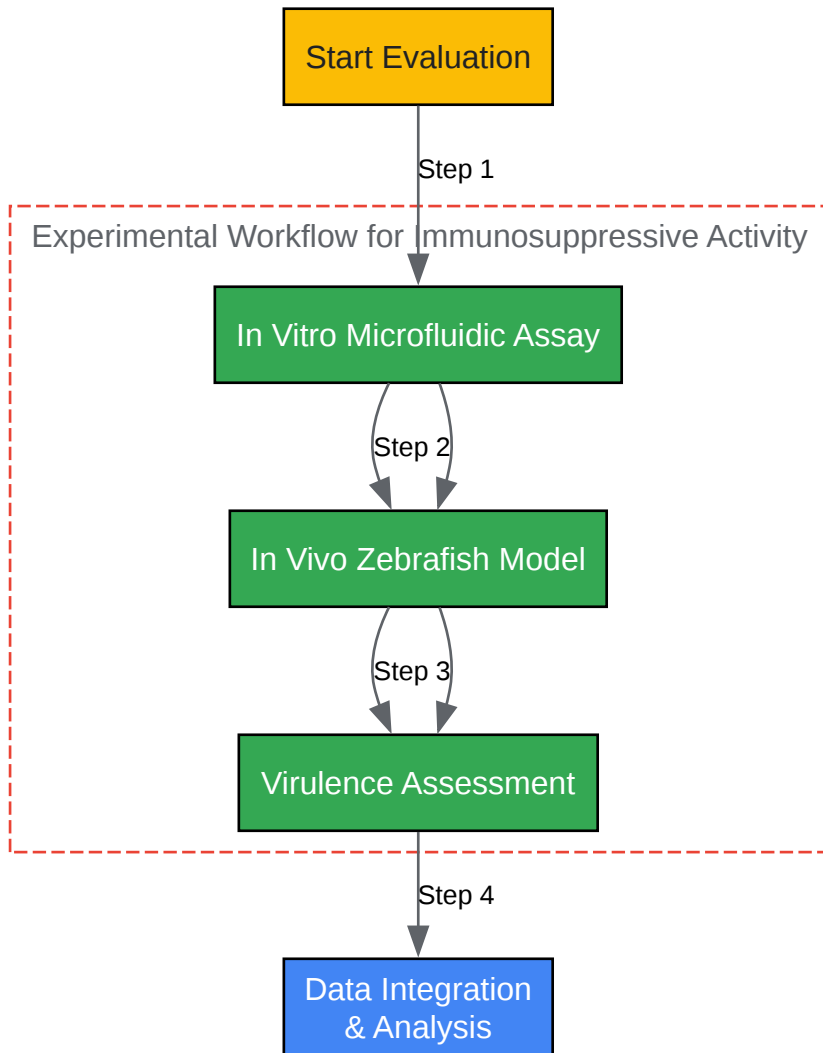 Start Evaluation
Step 1
Experimental Workflow for Immunosuppressive Activity
In Vitro Microfluidic Assay
Step 2
In Vivo Zebrafish Model
Step 3
Virulence Assessment
Step 4
Data Integration
& Analysis